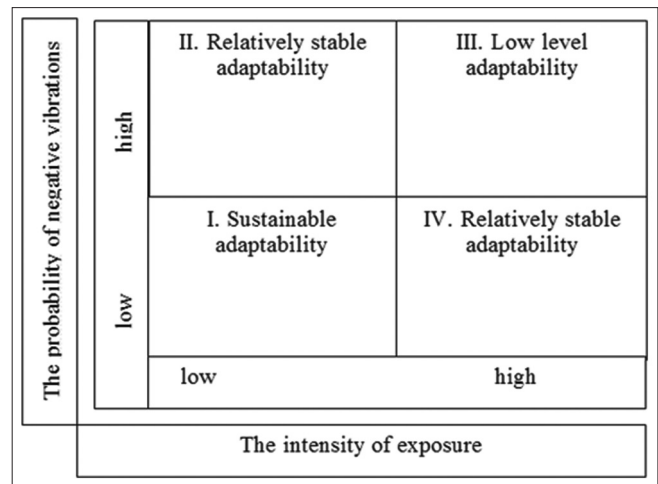 The probability of negative vibrations
high
low
II. Relatively stable
adaptability
III. Low level
adaptability
I. Sustainable
adaptability
IV. Relatively stable
adaptability
low
high
The intensity of exposure